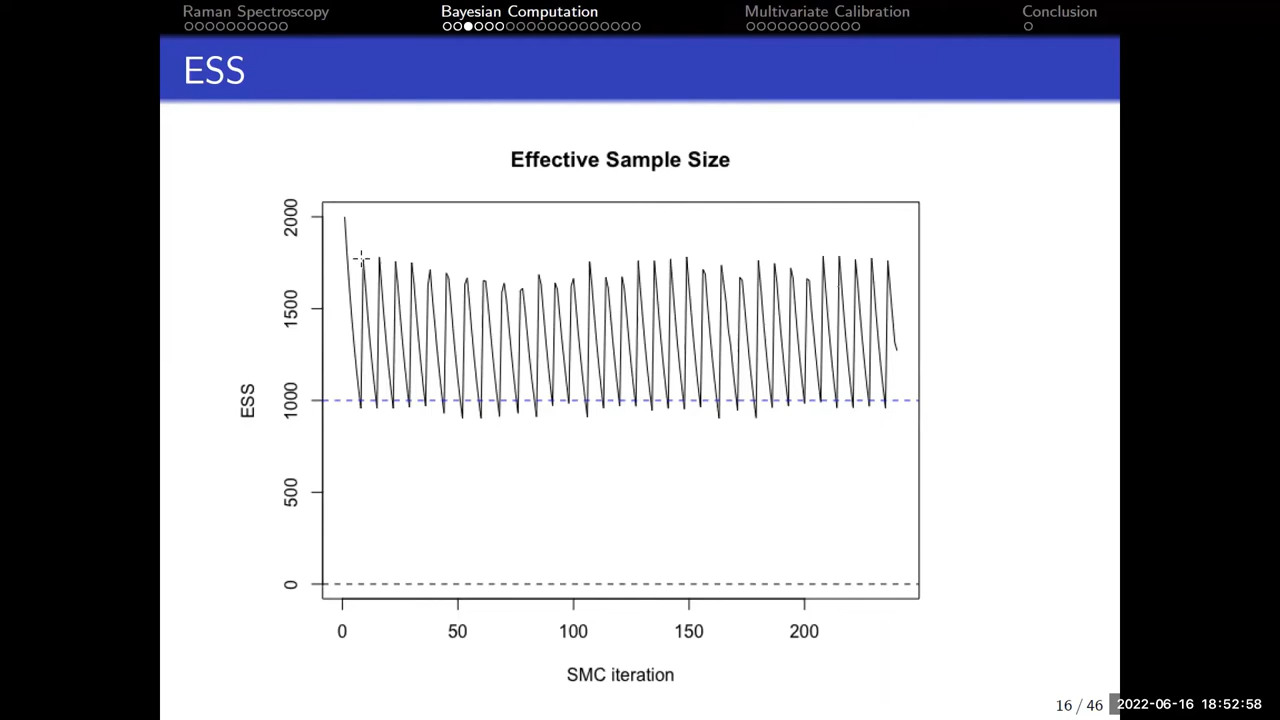 Raman Spectroscopy Bayesian Computation Multivariate Calibration Conclusion
ESS
Effective Sample Size
2000
1500
1000
500
0
ESS
0 50 100 150 200
SMC iteration
16 / 46
2022-06-16 18:52:58